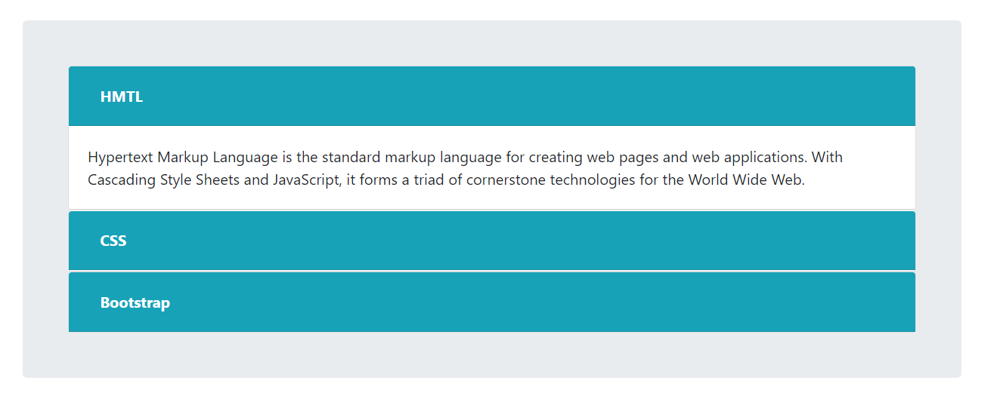 HMTL
Hypertext Markup Language is the standard markup language for creating web pages and web applications. With
Cascading Style Sheets and JavaScript, it forms a triad of cornerstone technologies for the World Wide Web.
CSS
Bootstrap